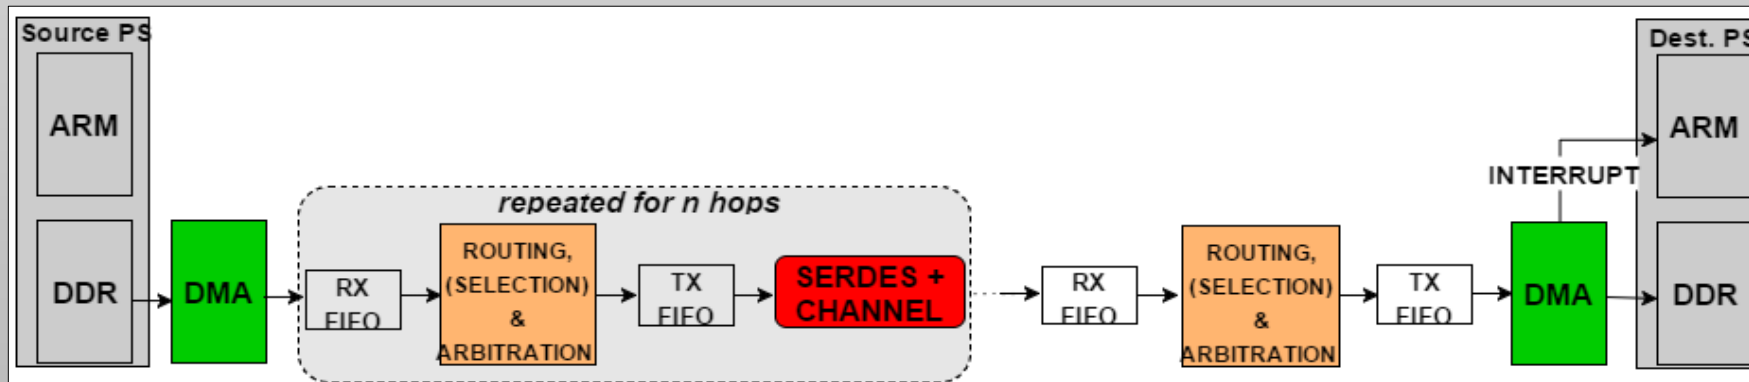 Source PS
ARM
DDR
DMA
repeated for n hops
RX
FIFO
ROUTING,
(SELECTION)
&
ARBITRATION
TX
FIFO
SERDES +
CHANNEL
RX
FIFO
ROUTING,
(SELECTION)
&
ARBITRATION
TX
FIFO
DMA
INTERRUPT
Dest. PS
ARM
DDR